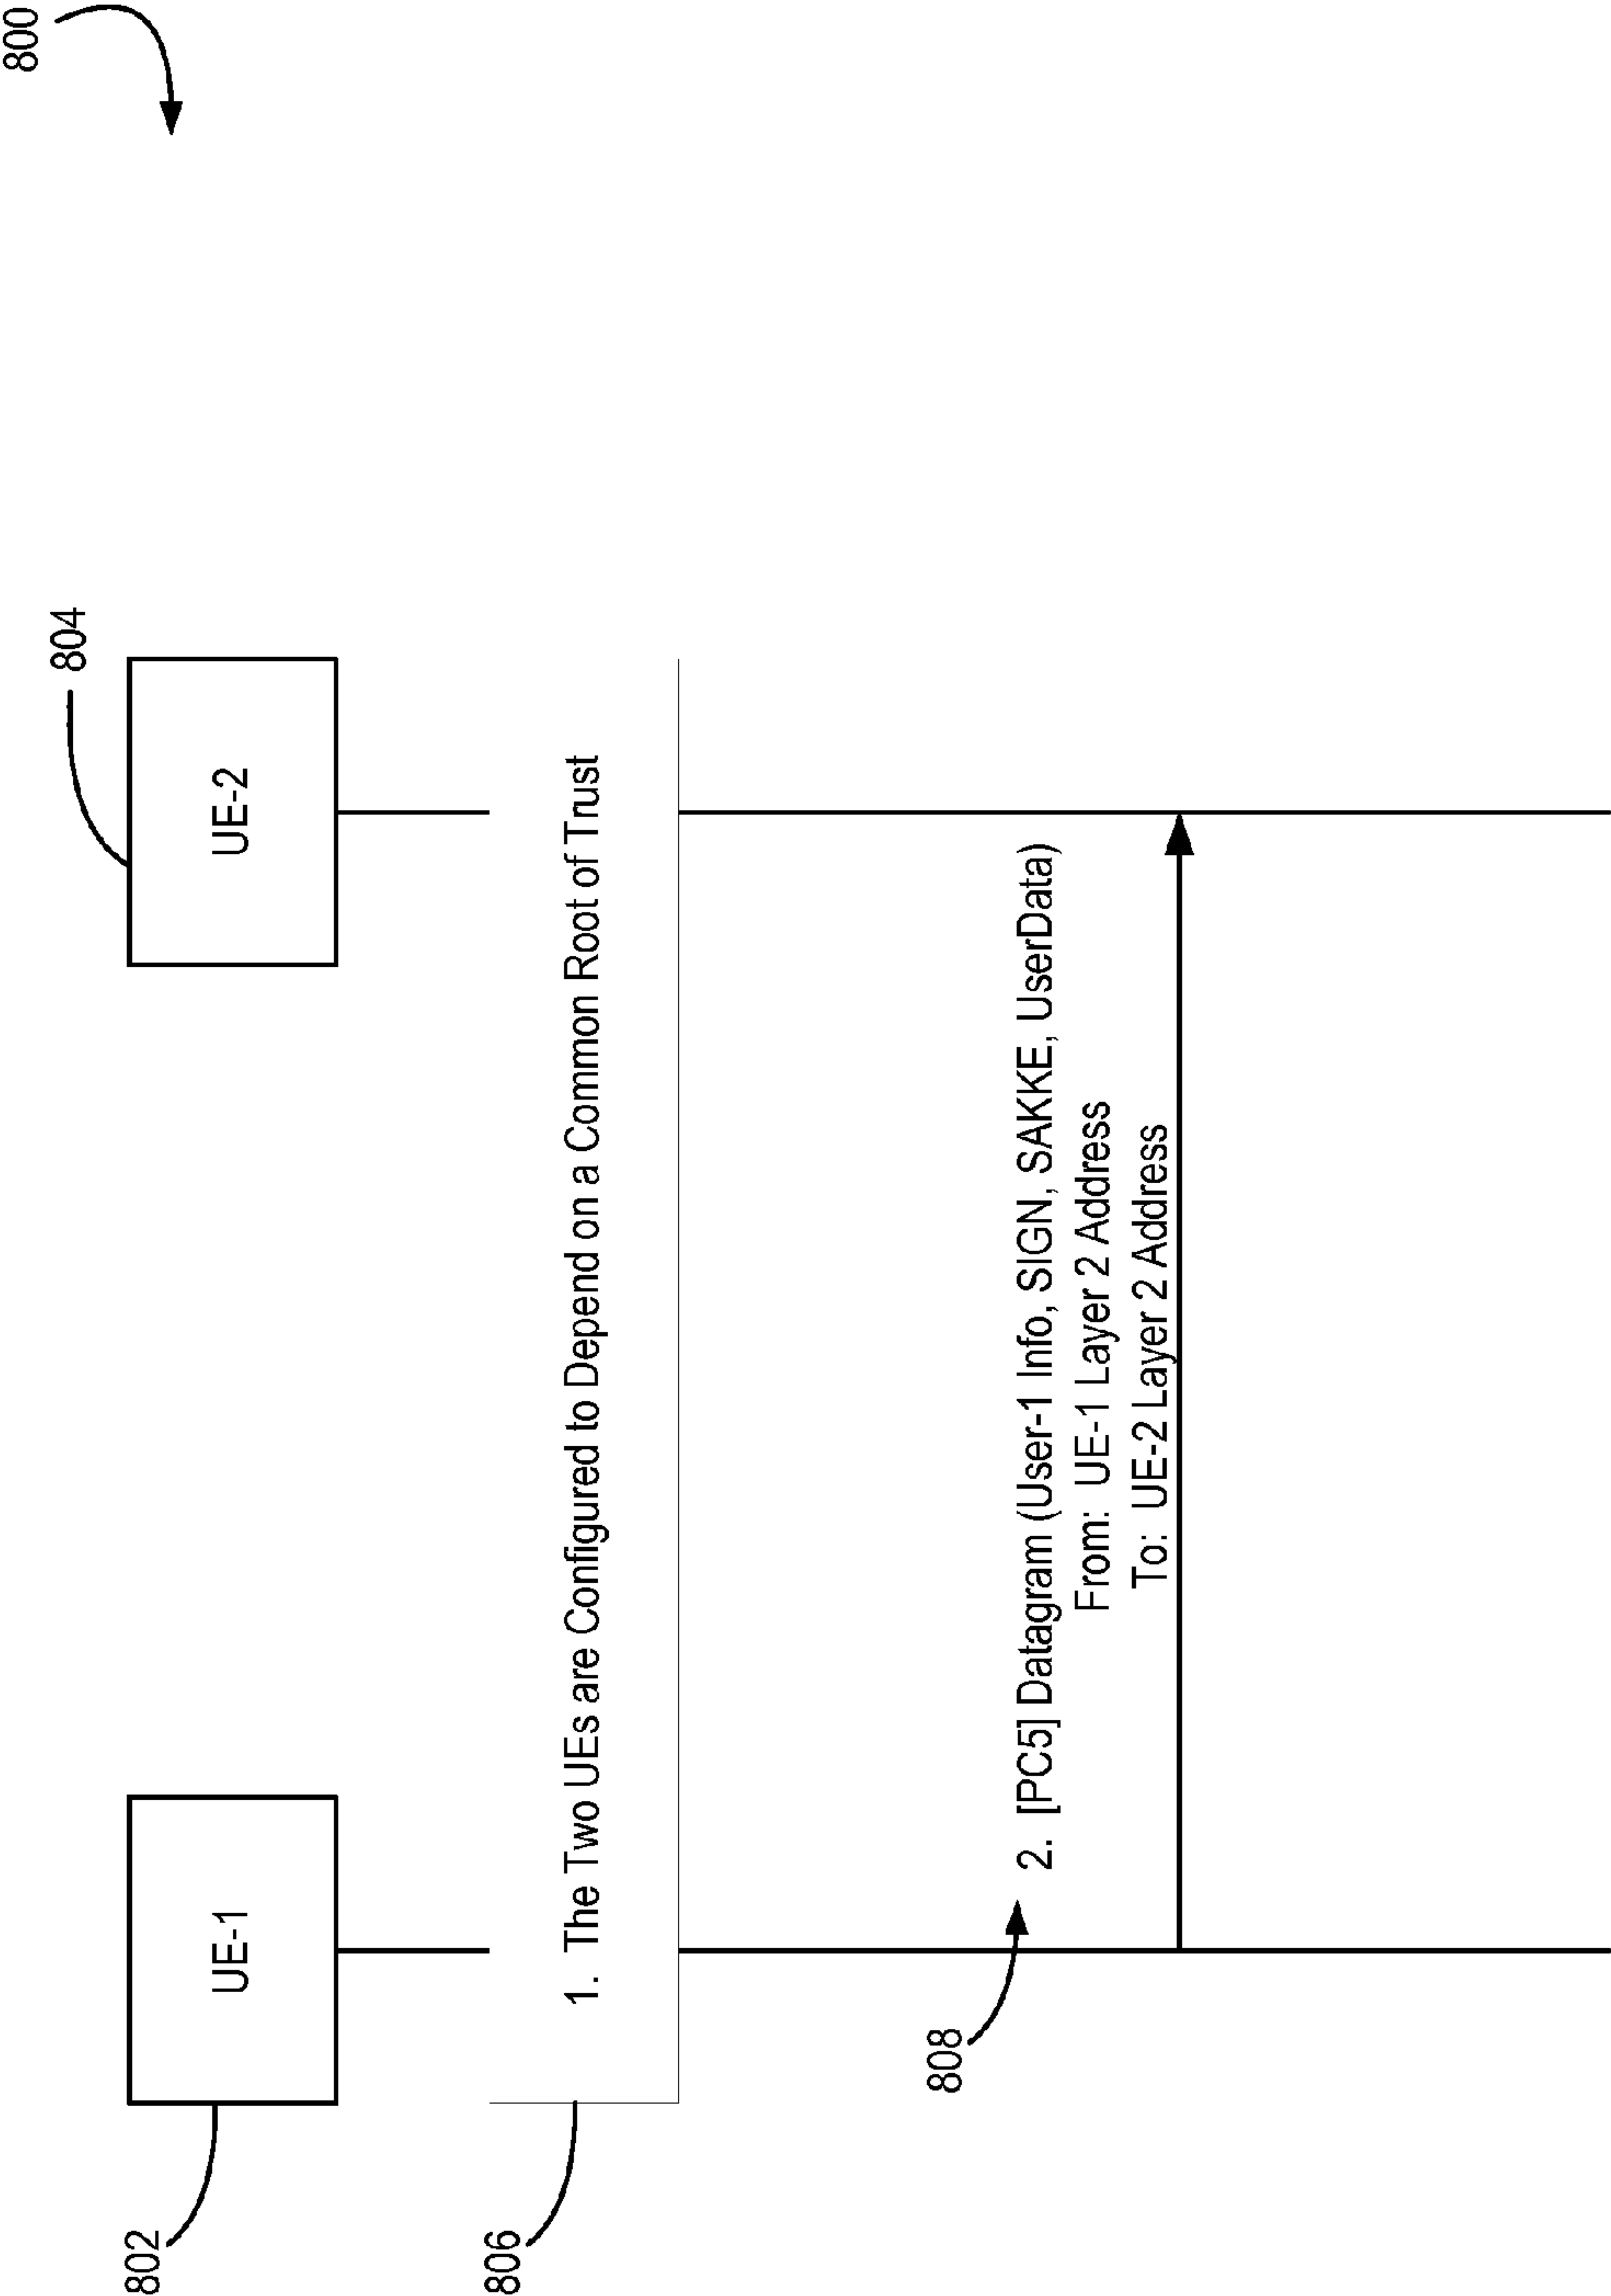 800
802
UE-1
804
UE-2
806
1. The Two UEs are Configured to Depend on a Common Root of Trust
808
2. [PC5] Datagram (User-1 Info, SIGN, SAKKE, UserData)
From: UE-1 Layer 2 Address
To: UE-2 Layer 2 Address